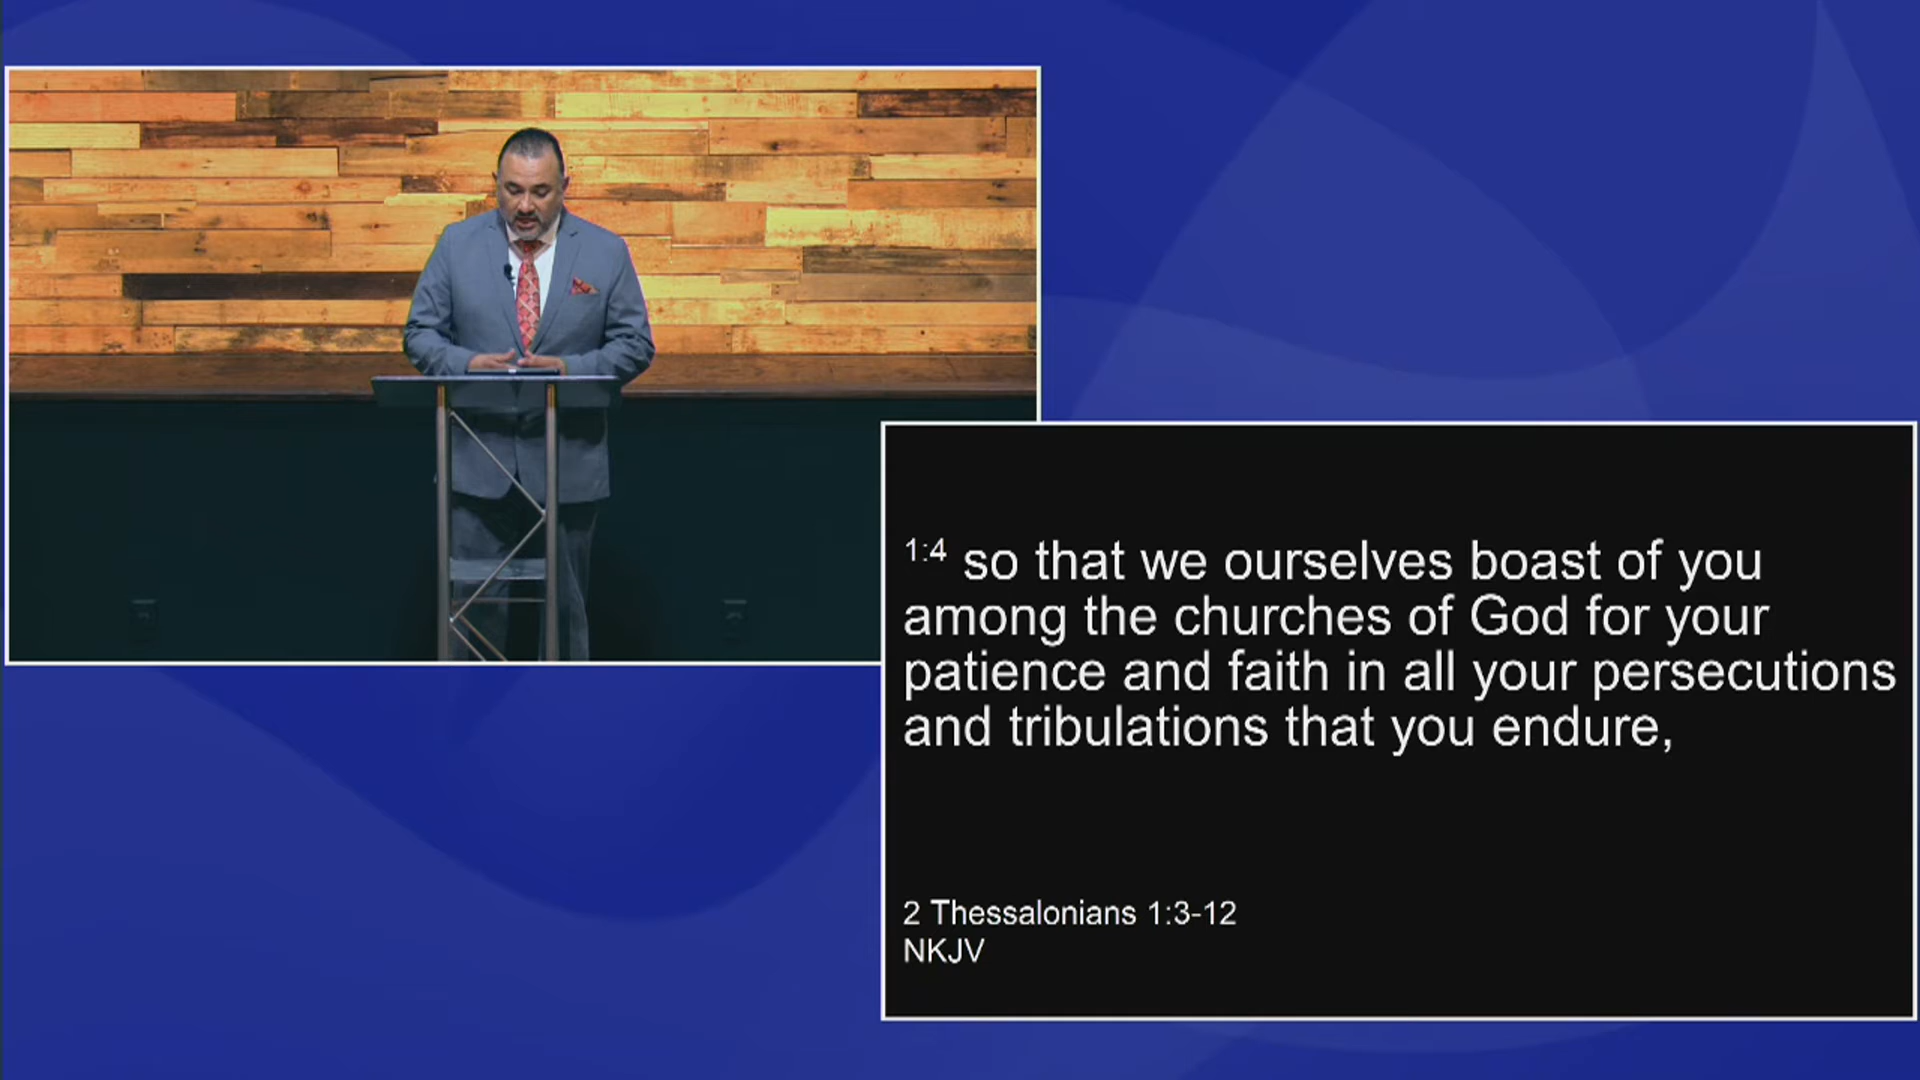 1:4 so that we ourselves boast of you
among the churches of God for your
patience and faith in all your persecutions
and tribulations that you endure,
2 Thessalonians 1:3-12
NKJV